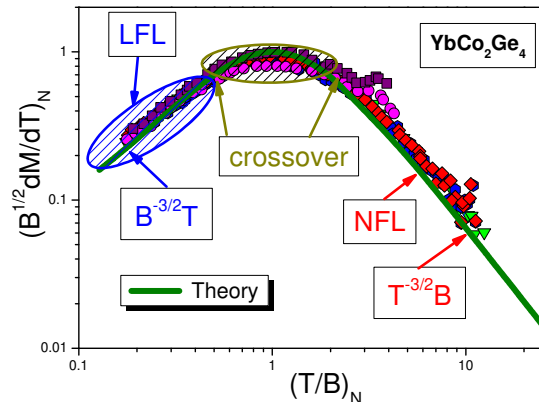 LFL
YbCo₂Ge₄
crossover
B⁻³/²T
NFL
T⁻³/²B
Theory
(B¹/²dM/dT)N
1
0.1
0.01
0.1
1
10
(T/B)N